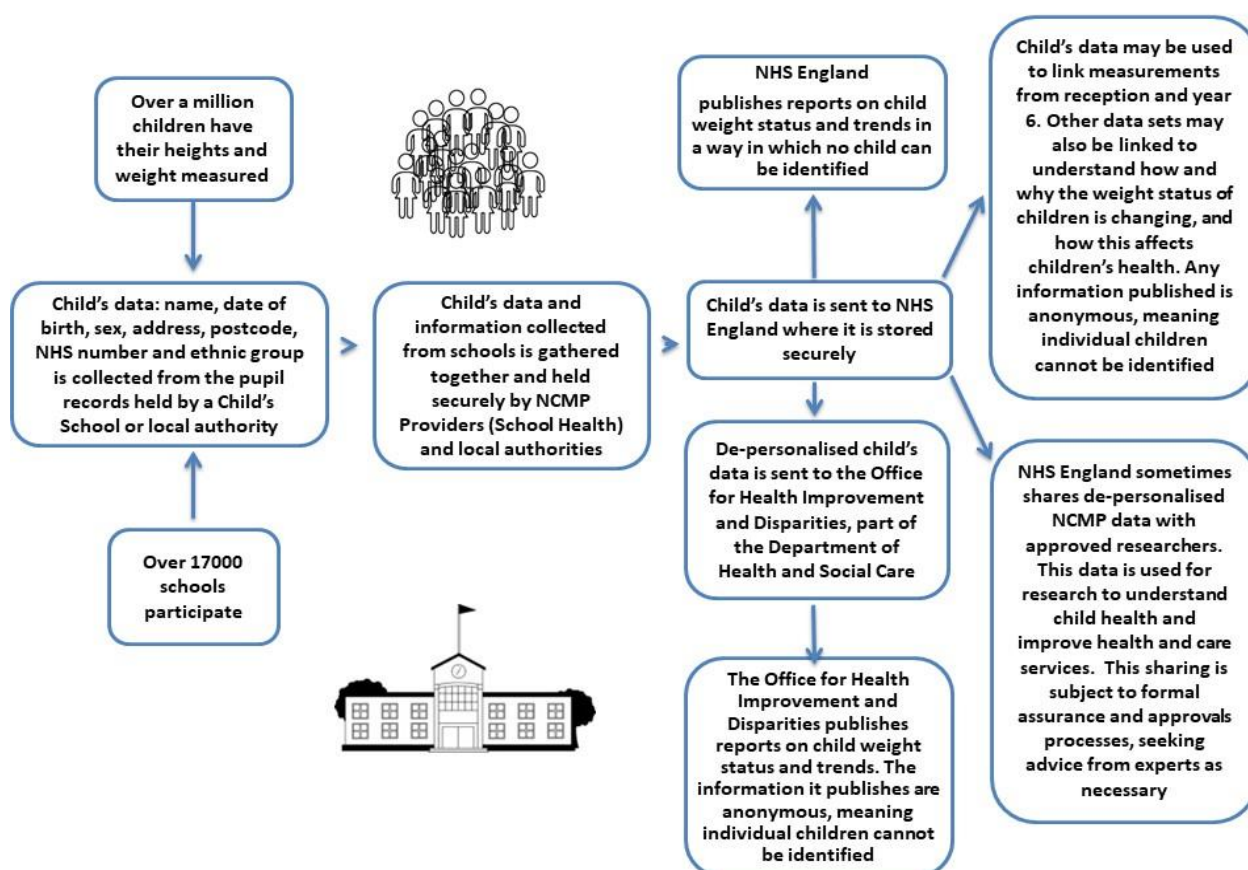 Over a million
children have
their heights and
weight measured
Child’s data: name, date of
birth, sex, address, postcode,
NHS number and ethnic group
is collected from the pupil
records held by a Child’s
School or local authority
Over 17000
schools
participate
Child’s data and
information collected
from schools is gathered
together and held
securely by NCMP
Providers (School Health)
and local authorities
NHS England
publishes reports on child
weight status and trends in
a way in which no child can
be identified
Child’s data is sent to NHS
England where it is stored
securely
De-personalised child’s
data is sent to the Office
for Health Improvement
and Disparities, part of
the Department of
Health and Social Care
The Office for Health
Improvement and
Disparities publishes
reports on child weight
status and trends. The
information it publishes are
anonymous, meaning
individual children cannot
be identified
Child’s data may be used
to link measurements
from reception and year
6. Other data sets may
also be linked to
understand how and
why the weight status of
children is changing, and
how this affects
children’s health. Any
information published is
anonymous, meaning
individual children
cannot be identified
NHS England sometimes
shares de-personalised
NCMP data with
approved researchers.
This data is used for
research to understand
child health and
improve health and care
services. This sharing is
subject to formal
assurance and approvals
processes, seeking
advice from experts as
necessary